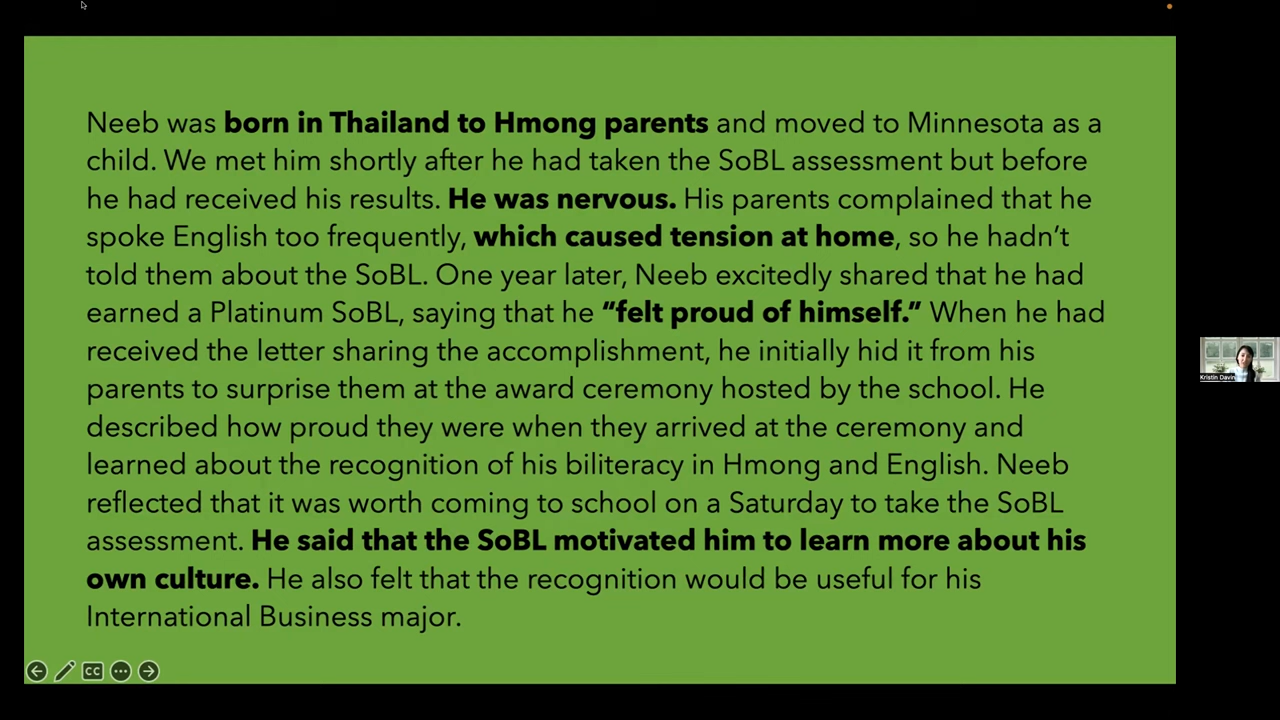 Neeb was born in Thailand to Hmong parents and moved to Minnesota as a
child. We met him shortly after he had taken the SoBL assessment but before
he had received his results. He was nervous. His parents complained that he
spoke English too frequently, which caused tension at home, so he hadn’t
told them about the SoBL. One year later, Neeb excitedly shared that he had
earned a Platinum SoBL, saying that he “felt proud of himself.” When he had
received the letter sharing the accomplishment, he initially hid it from his
parents to surprise them at the award ceremony hosted by the school. He
described how proud they were when they arrived at the ceremony and
learned about the recognition of his biliteracy in Hmong and English. Neeb
reflected that it was worth coming to school on a Saturday to take the SoBL
assessment. He said that the SoBL motivated him to learn more about his
own culture. He also felt that the recognition would be useful for his
International Business major.
CC
Kristin Davin